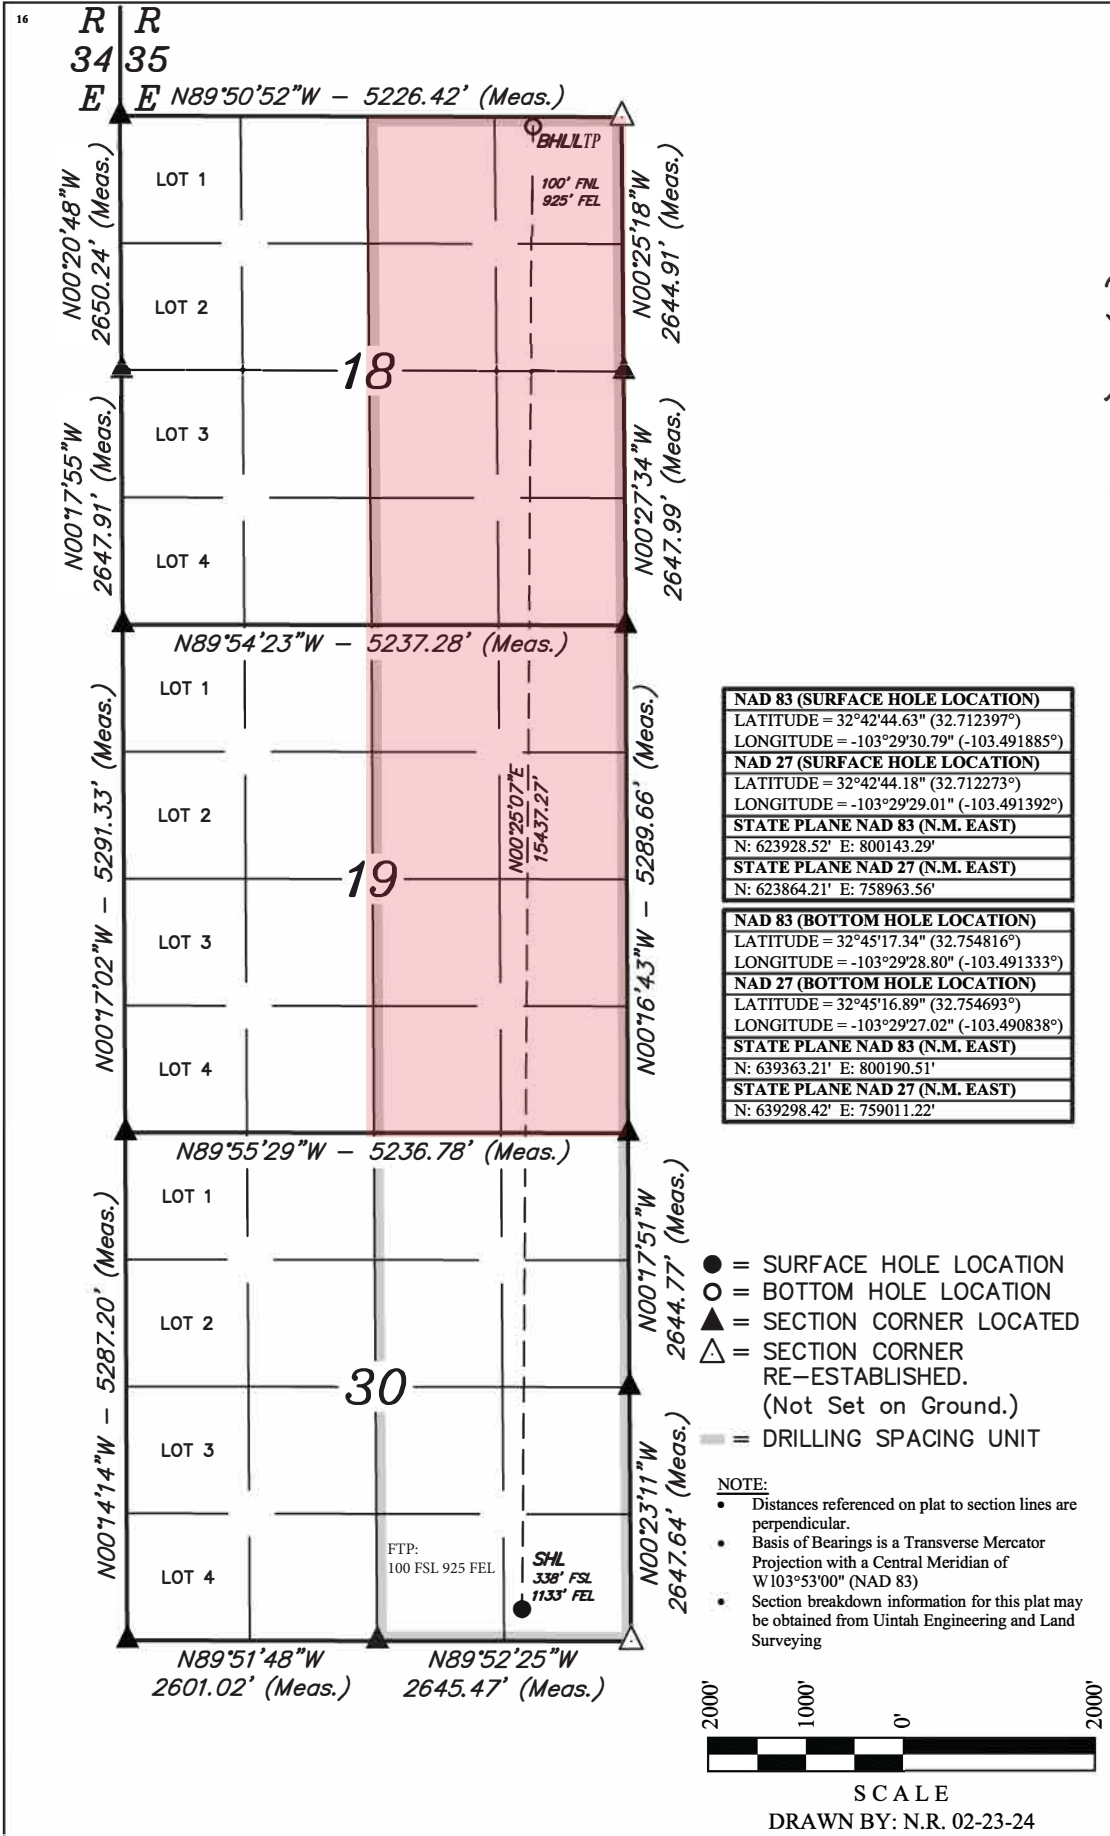 16
R R
34 35
E E
N89°50'52"W – 5226.42' (Meas.)
N00°20'48"W
2650.24' (Meas.)
LOT 1
BHL/LTP
100' FNL
925' FEL
N00°25'18"W
2644.91' (Meas.)
LOT 2
18
N00°17'55"W
2647.91' (Meas.)
LOT 3
N00°27'34"W
2647.99' (Meas.)
LOT 4
N89°54'23"W – 5237.28' (Meas.)
LOT 1
N00°17'02"W – 5291.33' (Meas.)
LOT 2
N00°25'07"E
15437.27'
N00°16'43"W – 5289.66' (Meas.)
19
LOT 3
LOT 4
N89°55'29"W – 5236.78' (Meas.)
LOT 1
N00°14'14"W – 5287.20' (Meas.)
N00°17'51"W
2644.77' (Meas.)
LOT 2
30
LOT 3
N00°23'11"W
2647.64' (Meas.)
FTP:
100 FSL 925 FEL
LOT 4
SHL
338' FSL
1133' FEL
N89°51'48"W
2601.02' (Meas.)
N89°52'25"W
2645.47' (Meas.)
NAD 83 (SURFACE HOLE LOCATION)
LATITUDE = 32°42'44.63" (32.712397°)
LONGITUDE = -103°29'30.79" (-103.491885°)
NAD 27 (SURFACE HOLE LOCATION)
LATITUDE = 32°42'44.18" (32.712273°)
LONGITUDE = -103°29'29.01" (-103.491392°)
STATE PLANE NAD 83 (N.M. EAST)
N: 623928.52' E: 800143.29'
STATE PLANE NAD 27 (N.M. EAST)
N: 623864.21' E: 758963.56'
NAD 83 (BOTTOM HOLE LOCATION)
LATITUDE = 32°45'17.34" (32.754816°)
LONGITUDE = -103°29'28.80" (-103.491333°)
NAD 27 (BOTTOM HOLE LOCATION)
LATITUDE = 32°45'16.89" (32.754693°)
LONGITUDE = -103°29'27.02" (-103.490838°)
STATE PLANE NAD 83 (N.M. EAST)
N: 639363.21' E: 800190.51'
STATE PLANE NAD 27 (N.M. EAST)
N: 639298.42' E: 759011.22'
= SURFACE HOLE LOCATION
= BOTTOM HOLE LOCATION
= SECTION CORNER LOCATED
= SECTION CORNER
RE–ESTABLISHED.
(Not Set on Ground.)
= DRILLING SPACING UNIT
NOTE:
• Distances referenced on plat to section lines are
perpendicular.
• Basis of Bearings is a Transverse Mercator
Projection with a Central Meridian of
W103°53'00" (NAD 83)
• Section breakdown information for this plat may
be obtained from Uintah Engineering and Land
Surveying
2000' 1000' 0' 2000'
SCALE
DRAWN BY: N.R. 02-23-24